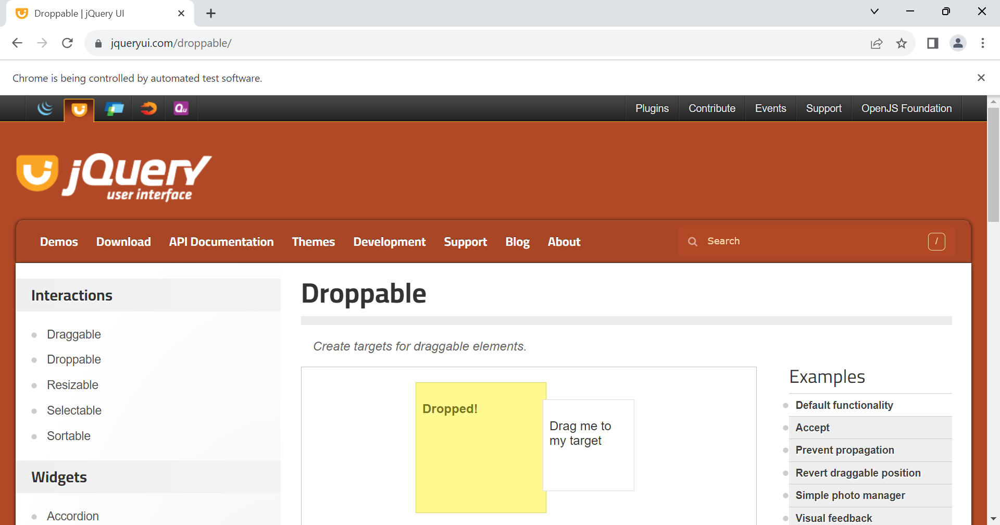 Droppable | jQuery UI
jqueryui.com/droppable/
Chrome is being controlled by automated test software.
Qu
Plugins
Contribute
Events
Support
OpenJS Foundation
jQuery
user interface
Demos
Download
API Documentation
Themes
Development
Support
Blog
About
Search
/
Interactions
Draggable
Droppable
Resizable
Selectable
Sortable
Widgets
Accordion
Droppable
Create targets for draggable elements.
Dropped!
Drag me to
my target
Examples
Default functionality
Accept
Prevent propagation
Revert draggable position
Simple photo manager
Visual feedback